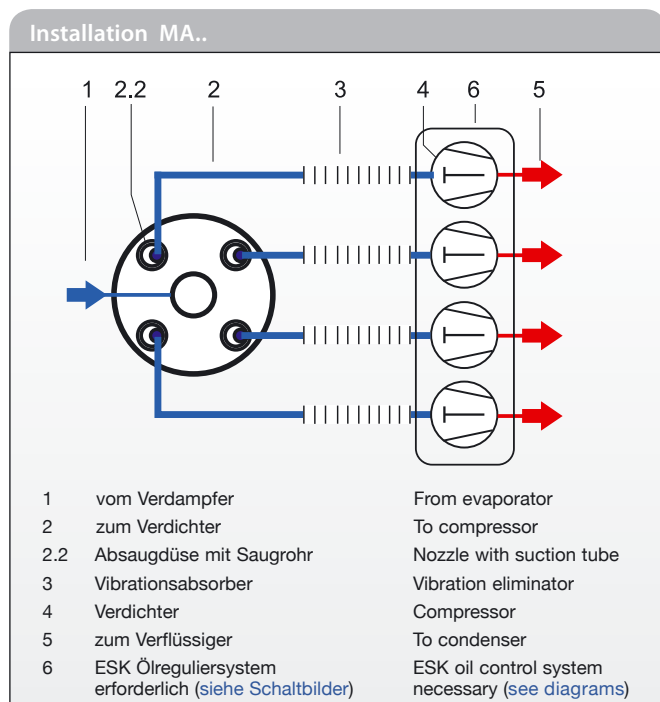 Installation MA..
1 2.2 2 3 4 6 5
1 vom Verdampfer From evaporator
2 zum Verdichter To compressor
2.2 Absaugdüse mit Saugrohr Nozzle with suction tube
3 Vibrationsabsorber Vibration eliminator
4 Verdichter Compressor
5 zum Verflüssiger To condenser
6 ESK Ölreguliersystem ESK oil control system
erforderlich (siehe Schaltbilder) necessary (see diagrams)